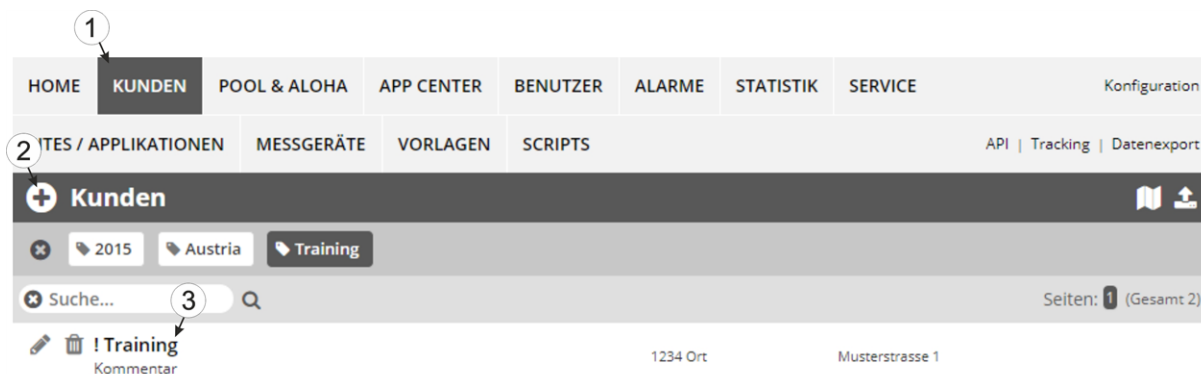 1
HOME KUNDEN POOL & ALOHA APP CENTER BENUTZER ALARME STATISTIK SERVICE Konfiguration
2
ITES / APPLIKATIONEN MESSGERÄTE VORLAGEN SCRIPTS API | Tracking | Datenexport
Kunden
2015 Austria Training
Suche... 3 Seiten: 1 (Gesamt 2)
! Training 1234 Ort Musterstrasse 1
Kommentar